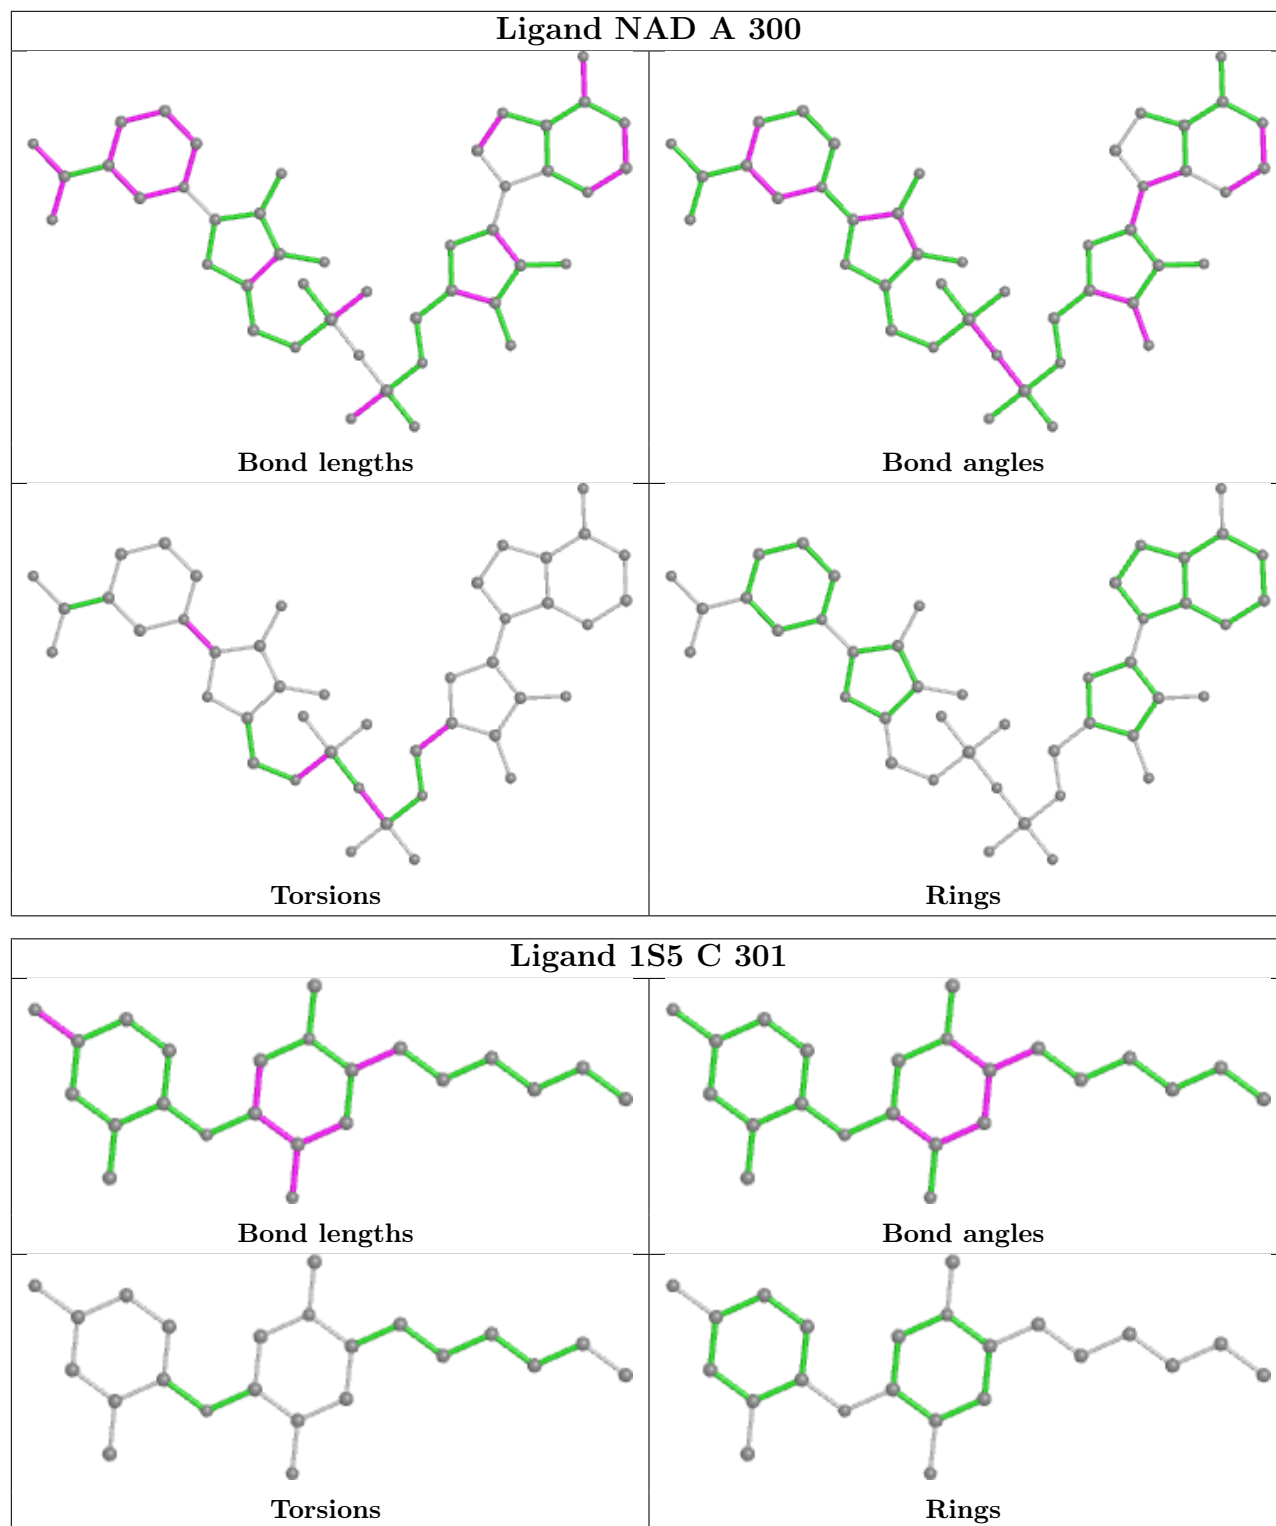 Ligand NAD A 300
Bond lengths
Bond angles
Torsions
Rings
Ligand 1S5 C 301
Bond lengths
Bond angles
Torsions
Rings